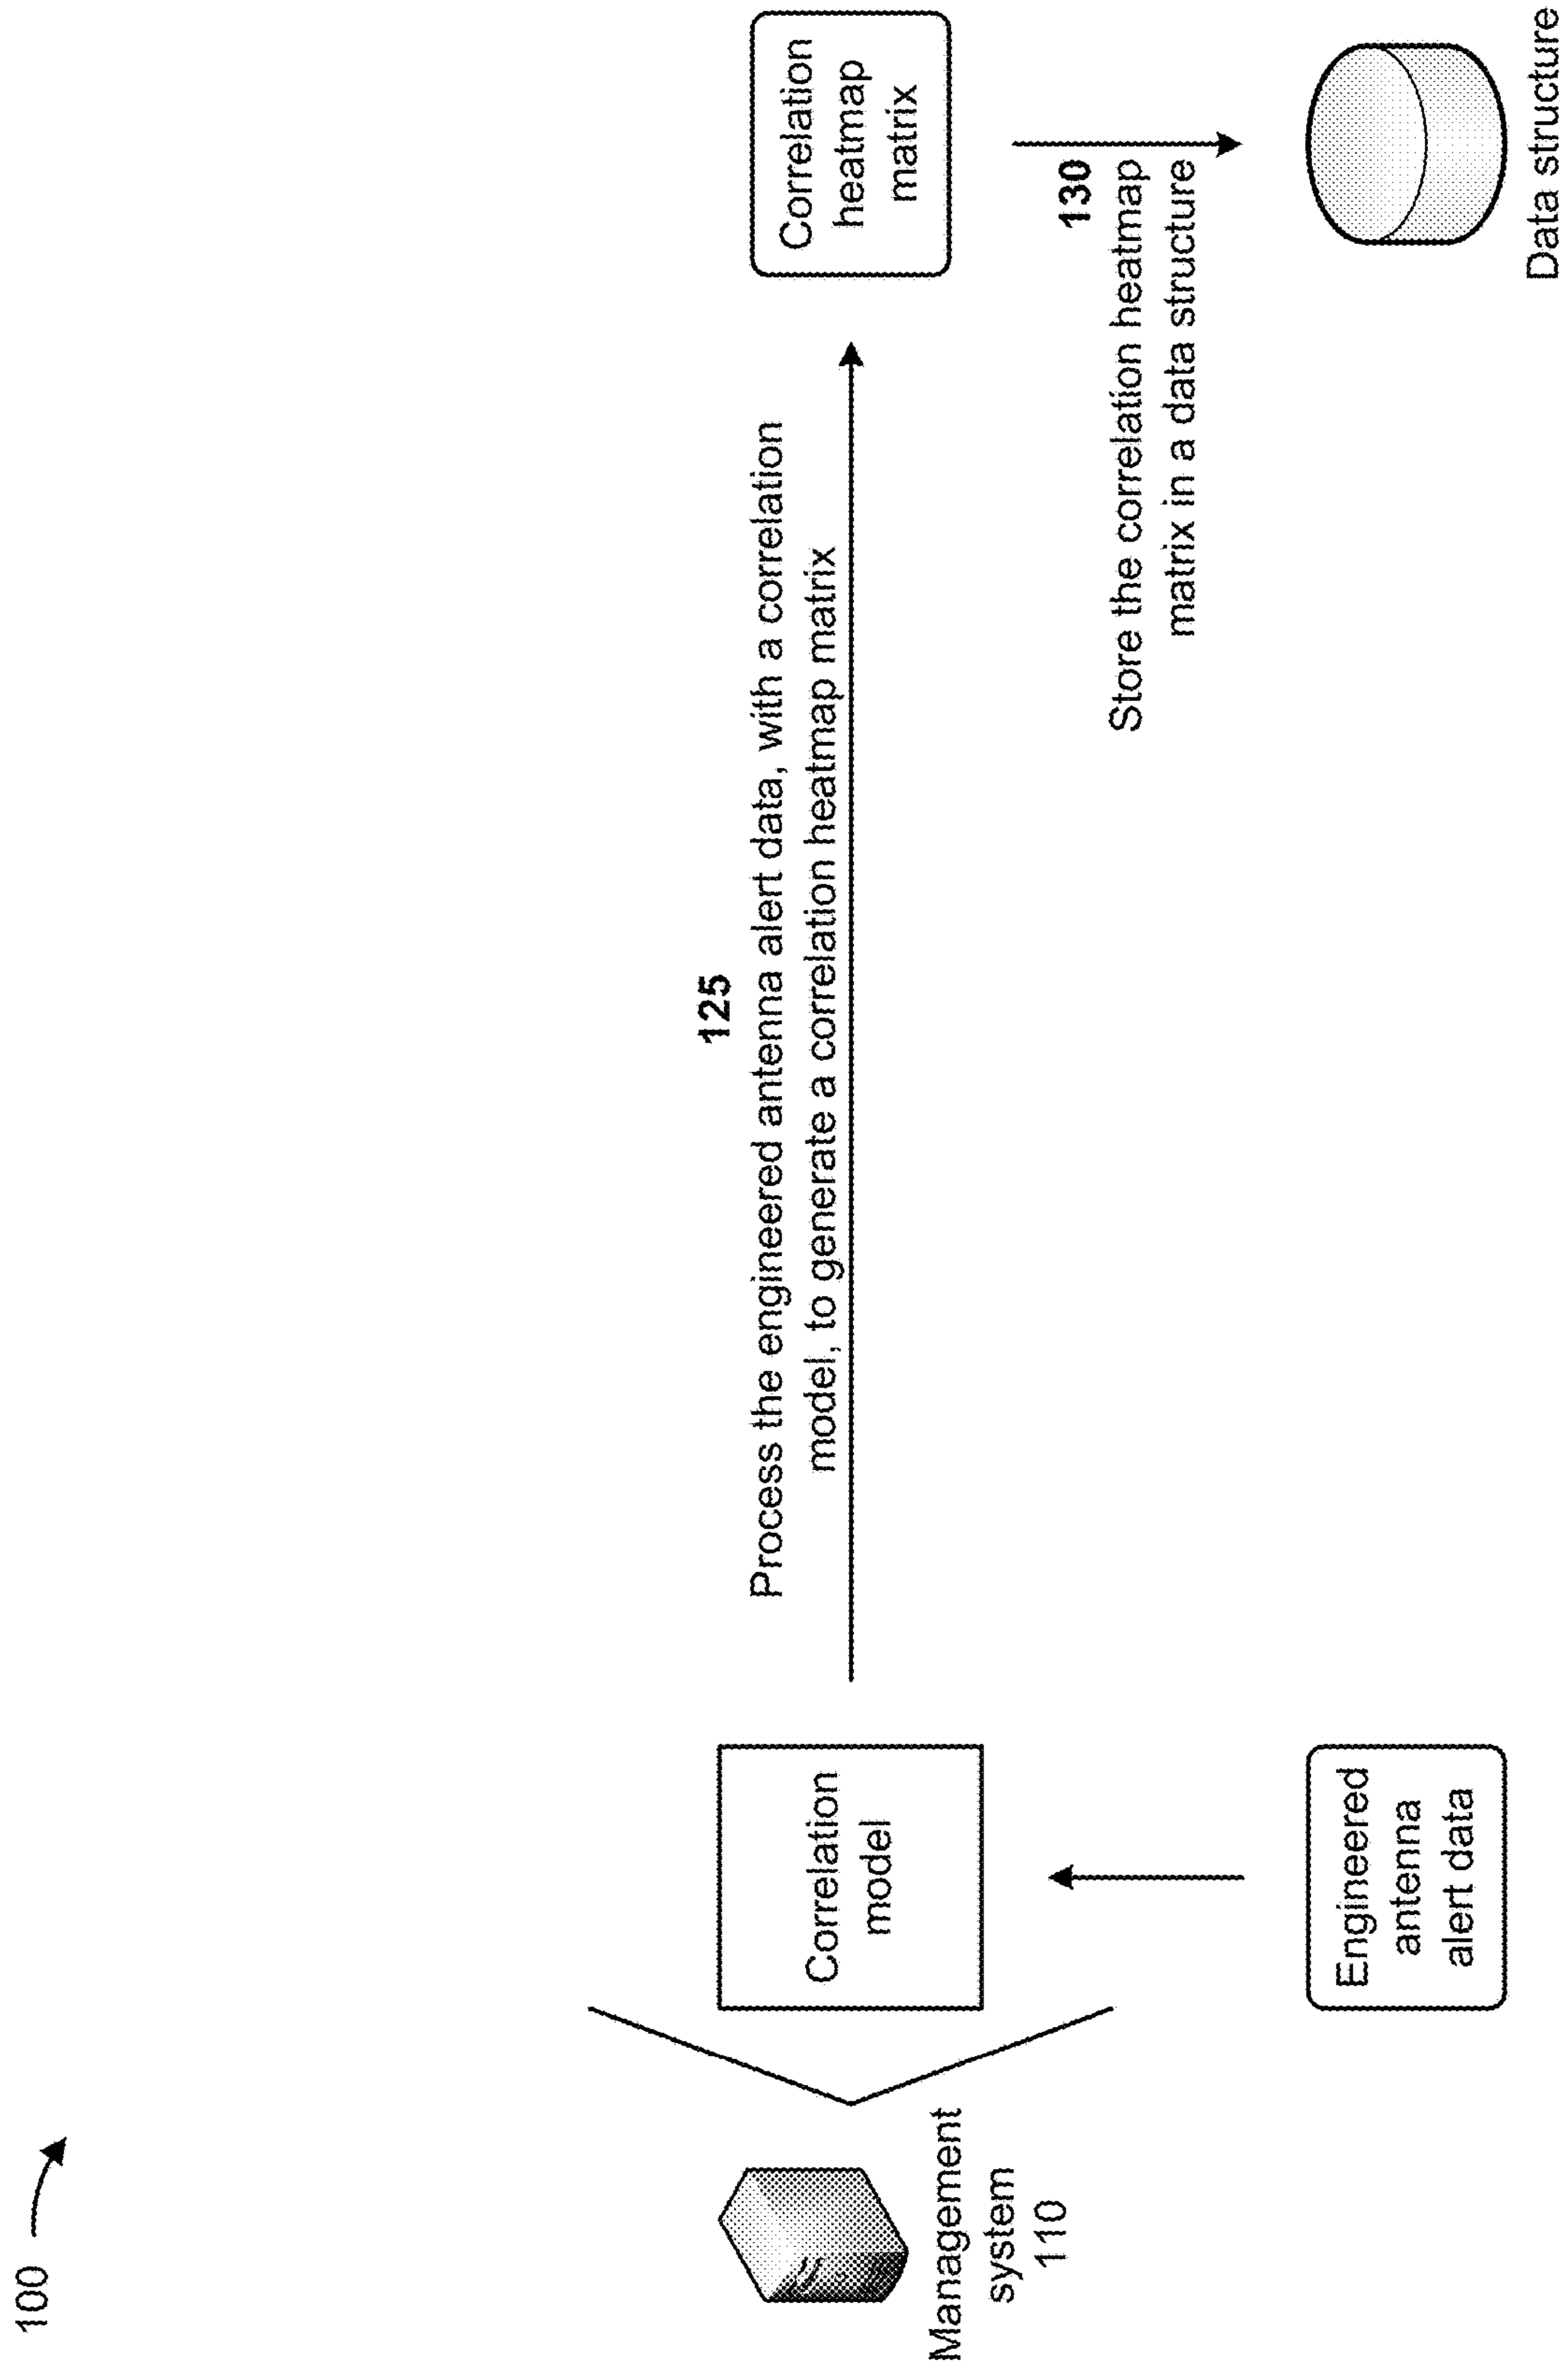 100
125
Process the engineered antenna alert data, with a correlation
model, to generate a correlation heatmap matrix
Correlation
model
Correlation
heatmap
matrix
Management
system
110
130
Store the correlation heatmap
matrix in a data structure
Engineered
antenna
alert data
Data structure